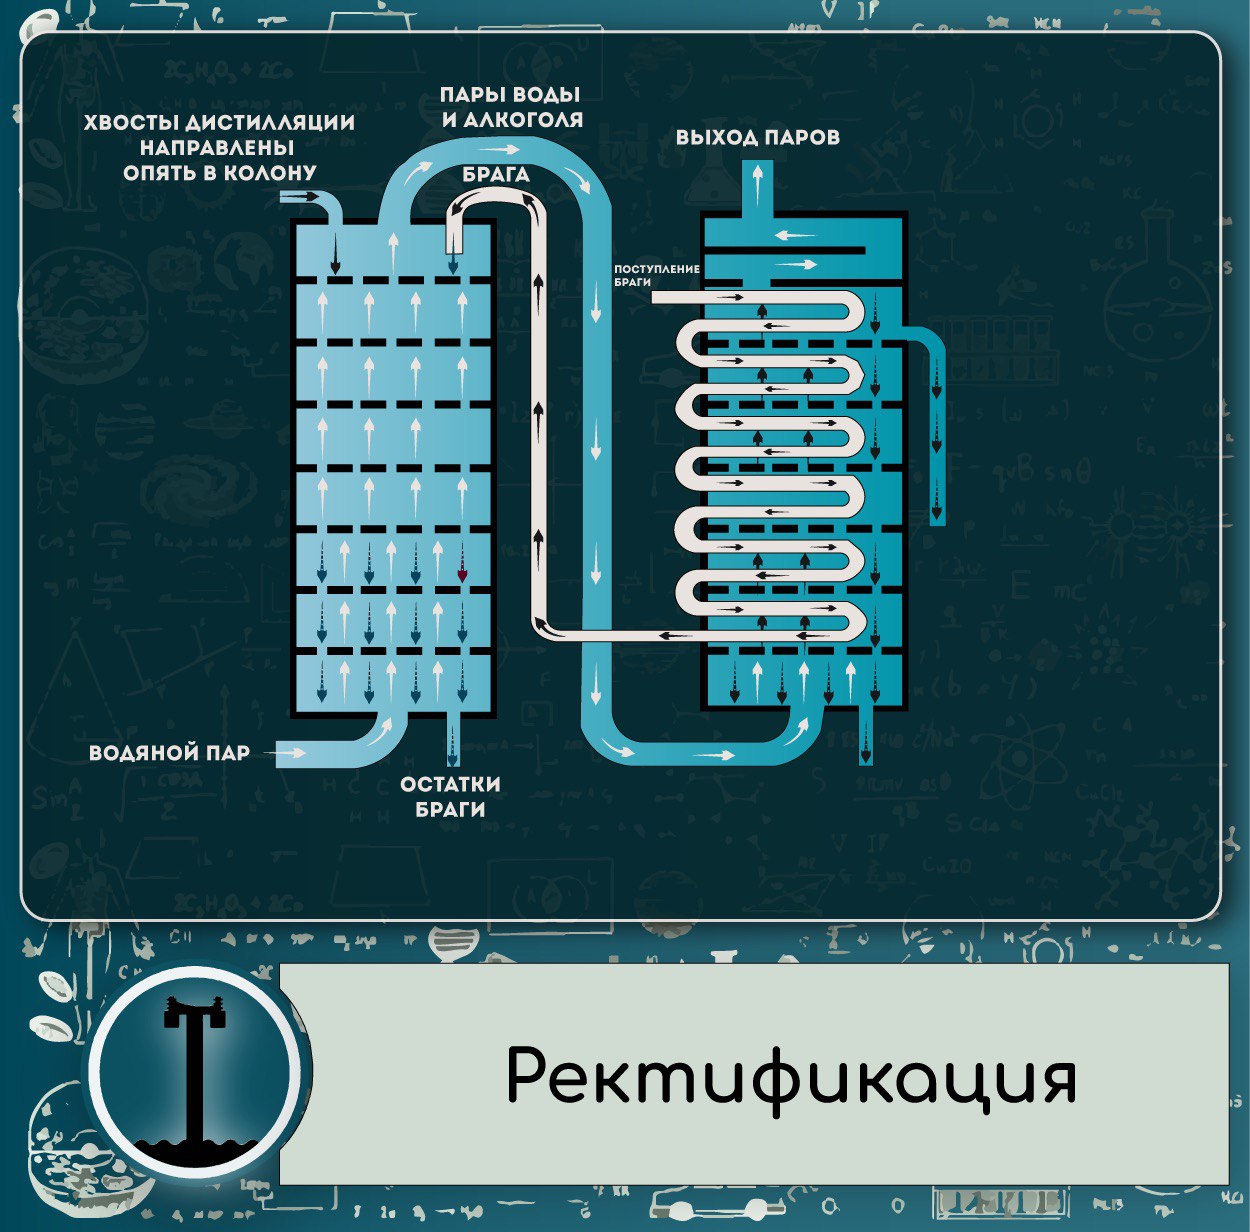 ПАРЫ ВОДЫ
И АЛКОГОЛЯ
ХВОСТЫ ДИСТИЛЛЯЦИИ
НАПРАВЛЕНЫ
ОПЯТЬ В КОЛОНУ
БРАГА
ВЫХОД ПАРОВ
ПОСТУПЛЕНИЕ
БРАГИ
ВОДЯНОЙ ПАР
ОСТАТКИ
БРАГИ
Ректификация